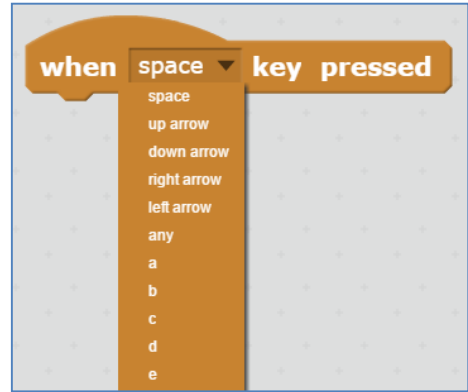 when space key pressed
space
up arrow
down arrow
right arrow
left arrow
any
a
b
c
d
e